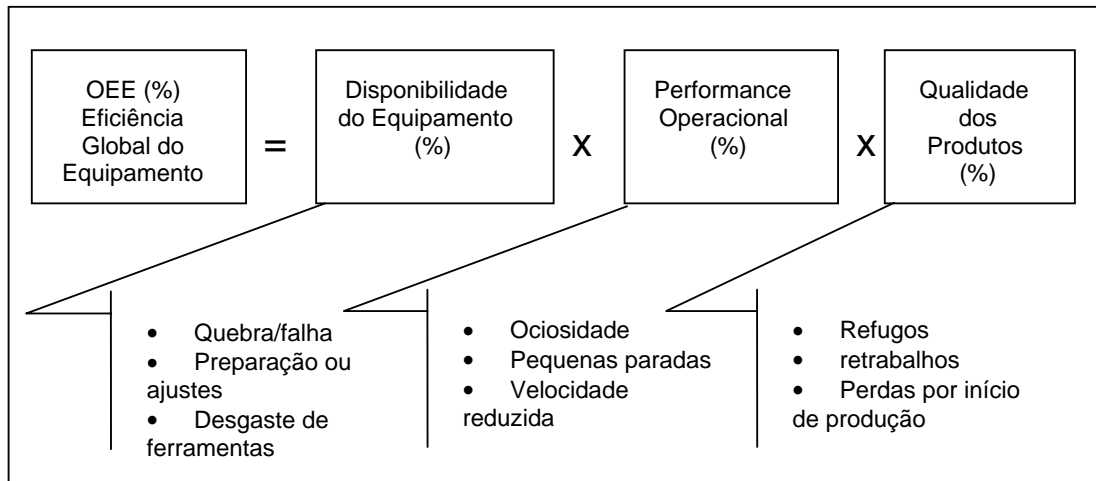 OEE (%)
Eficiência
Global do
Equipamento
=
Disponibilidade
do Equipamento
(%)
X
Performance
Operacional
(%)
X
Qualidade
dos
Produtos
(%)
• Quebra/falha
• Preparação ou
ajustes
• Desgaste de
ferramentas
• Ociosidade
• Pequenas paradas
• Velocidade
reduzida
• Refugos
• retrabalhos
• Perdas por início
de produção